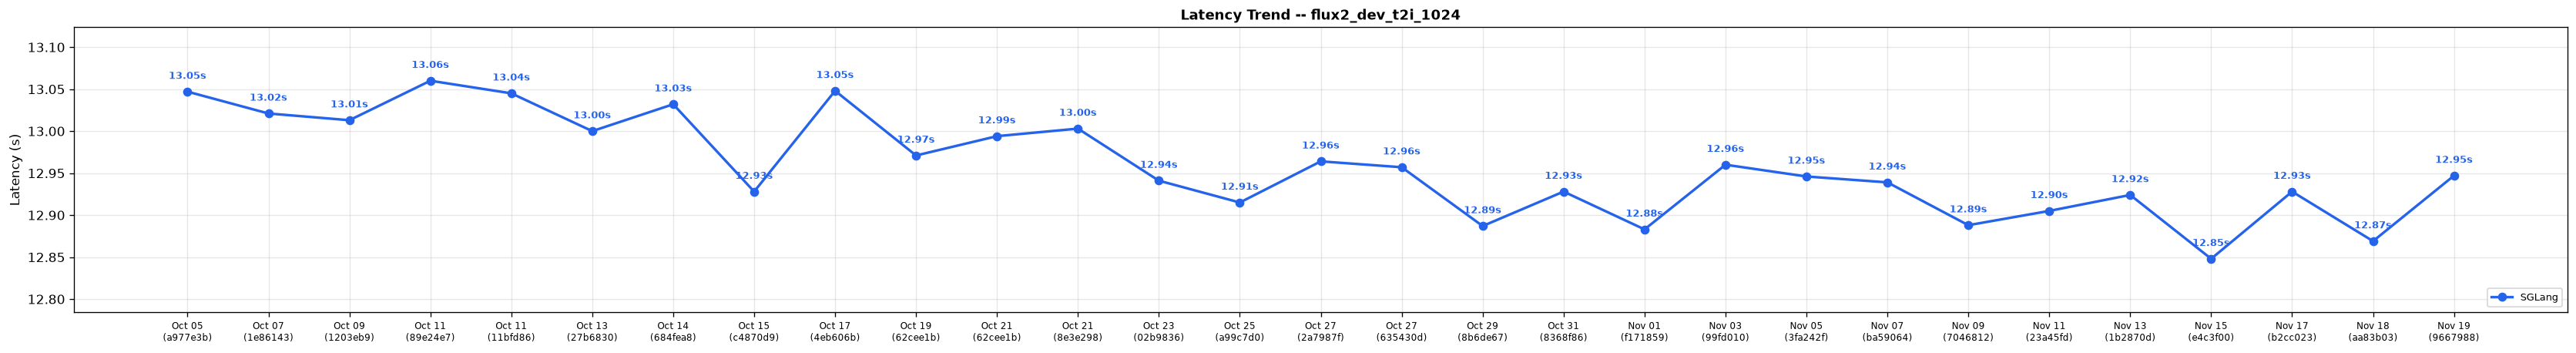 Latency Trend -- flux2_dev_t2i_1024
Latency (s)
13.10
13.05
13.00
12.95
12.90
12.85
12.80
13.05s
13.02s
13.01s
13.06s
13.04s
13.00s
13.03s
12.93s
13.05s
12.97s
12.99s
13.00s
12.94s
12.91s
12.96s
12.96s
12.89s
12.93s
12.88s
12.96s
12.95s
12.94s
12.89s
12.90s
12.92s
12.85s
12.93s
12.87s
12.95s
SGLang
Oct 05
(a977e3b)
Oct 07
(1e86143)
Oct 09
(1203eb9)
Oct 11
(89e24e7)
Oct 11
(11bfd86)
Oct 13
(27b6830)
Oct 14
(684fea8)
Oct 15
(c4870d9)
Oct 17
(4eb606b)
Oct 19
(62cee1b)
Oct 21
(62cee1b)
Oct 21
(8e3e298)
Oct 23
(02b9836)
Oct 25
(a99c7d0)
Oct 27
(2a7987f)
Oct 27
(635430d)
Oct 29
(8b6de67)
Oct 31
(8368f86)
Nov 01
(f171859)
Nov 03
(99fd010)
Nov 05
(3fa242f)
Nov 07
(ba59064)
Nov 09
(7046812)
Nov 11
(23a45fd)
Nov 13
(1b2870d)
Nov 15
(e4c3f00)
Nov 17
(b2cc023)
Nov 18
(aa83b03)
Nov 19
(9667988)